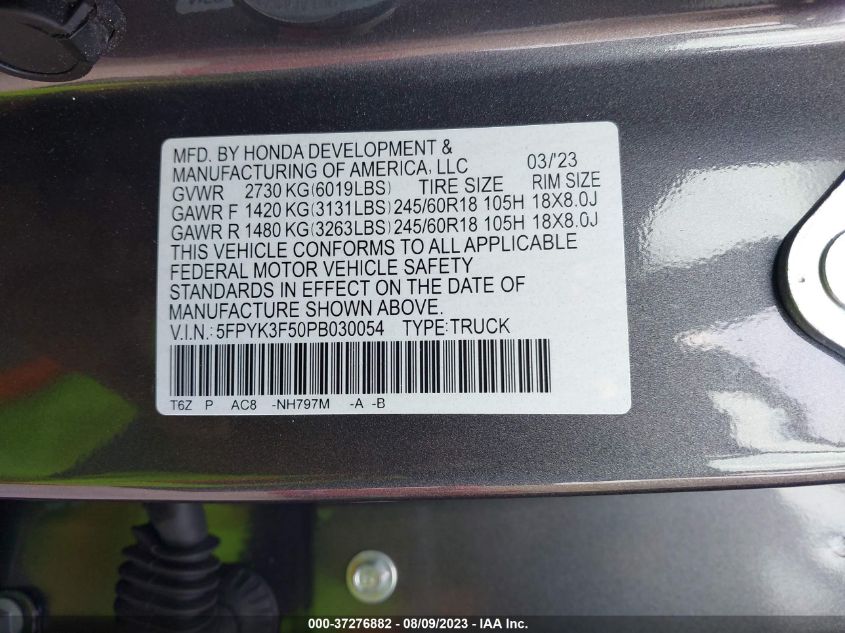 MFD. BY HONDA DEVELOPMENT &
MANUFACTURING OF AMERICA, LLC 03/'23
GVWR 2730 KG(6019LBS) TIRE SIZE RIM SIZE
GAWR F 1420 KG(3131LBS) 245/60R18 105H 18X8.0J
GAWR R 1480 KG(3263LBS) 245/60R18 105H 18X8.0J
THIS VEHICLE CONFORMS TO ALL APPLICABLE
FEDERAL MOTOR VEHICLE SAFETY
STANDARDS IN EFFECT ON THE DATE OF
MANUFACTURE SHOWN ABOVE.
V.I.N.: 5FPYK3F50PB030054 TYPE:TRUCK
T6Z P AC8 -NH797M -A -B
000-37276882 - 08/09/2023 - IAA Inc.